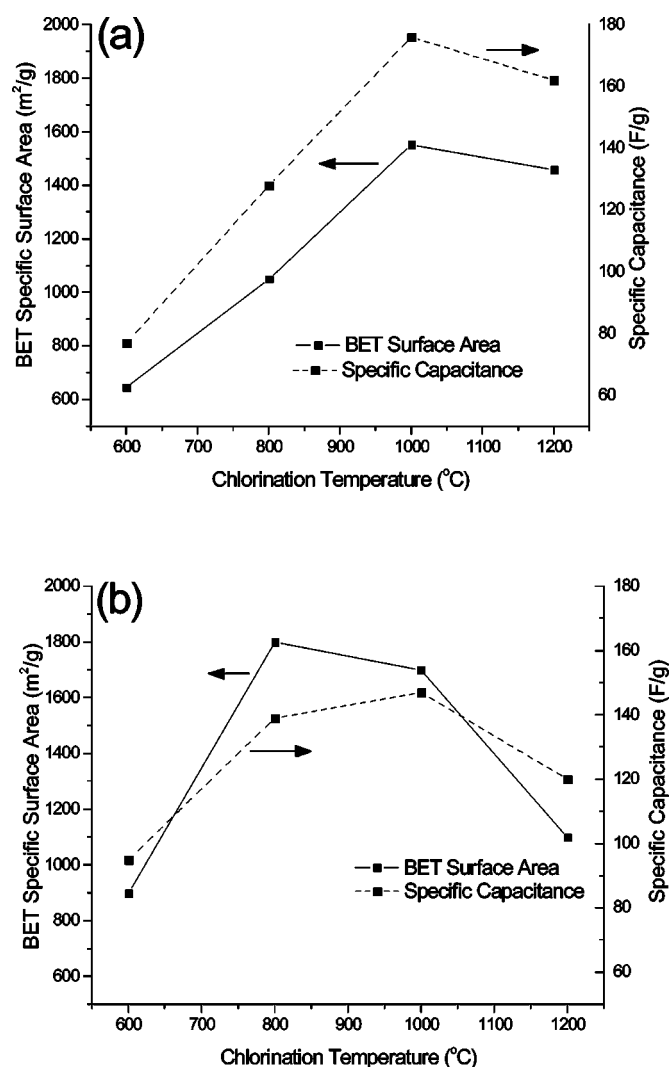 (a)
2000
1800
1600
1400
1200
1000
800
600
BET Specific Surface Area (m²/g)
180
160
140
120
100
80
60
Specific Capacitance (F/g)
BET Surface Area
Specific Capacitance
600 700 800 900 1000 1100 1200
Chlorination Temperature (°C)
(b)
2000
1800
1600
1400
1200
1000
800
600
BET Specific Surface Area (m²/g)
180
160
140
120
100
80
60
Specific Capacitance (F/g)
BET Surface Area
Specific Capacitance
600 700 800 900 1000 1100 1200
Chlorination Temperature (°C)